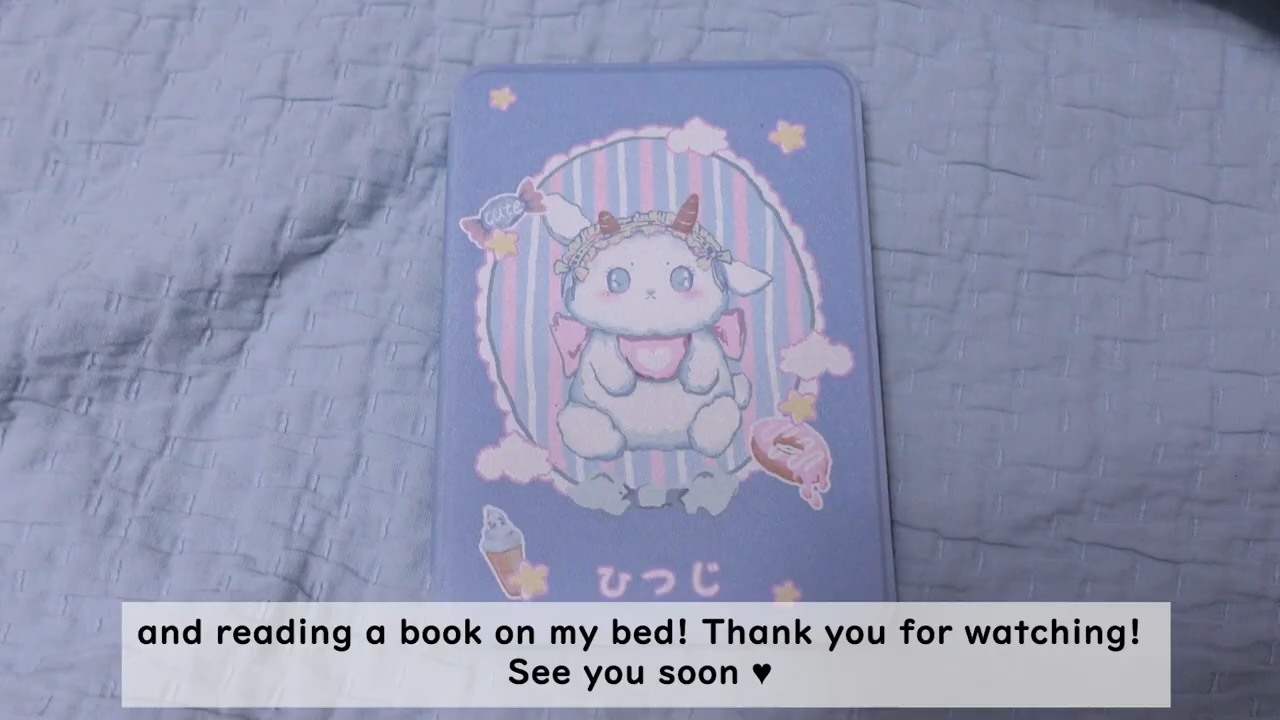 cute
ひつじ
and reading a book on my bed! Thank you for watching!
See you soon ♥